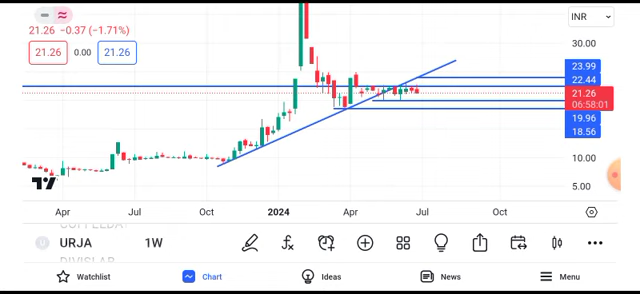 INR
21.26 −0.37 (−1.71%)
21.26 0.00 21.26
30.00
23.99
22.44
21.26
06:58:01
19.96
18.56
10.00
5.00
Apr Jul Oct 2024 Apr Jul Oct
URJA 1W
Watchlist Chart Ideas News Menu